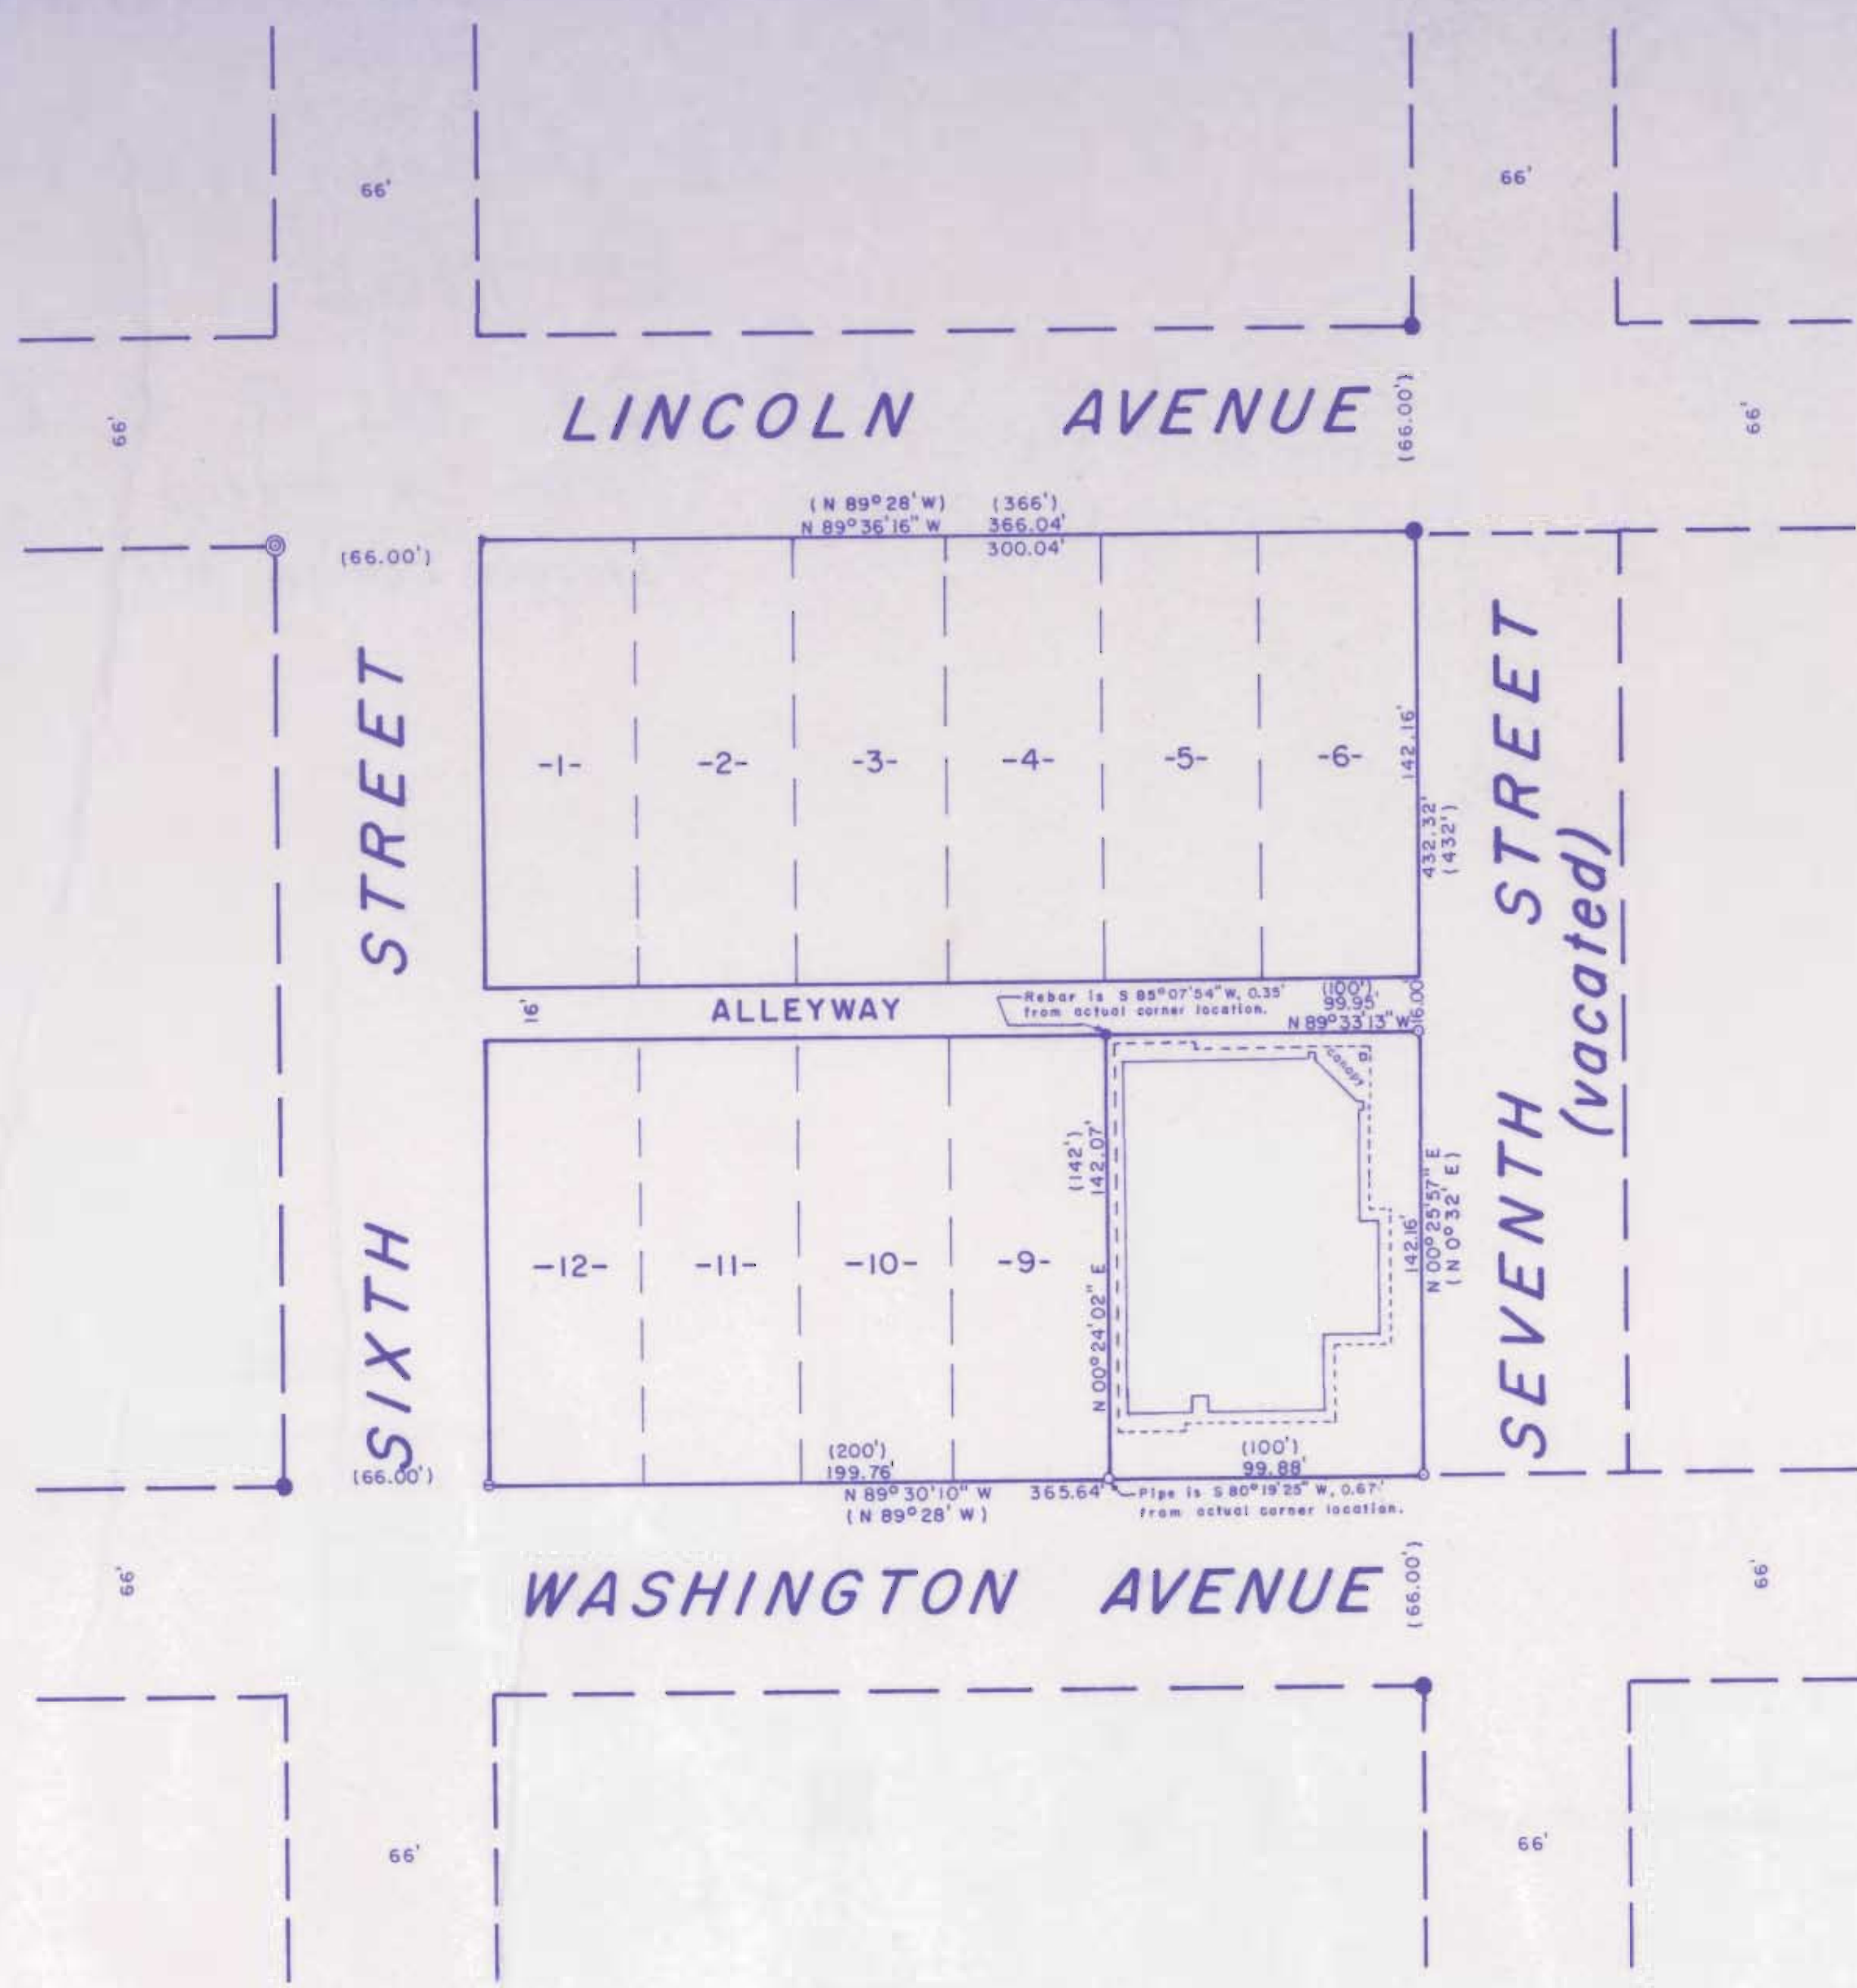 66'
66'
LINCOLN AVENUE
(66.00')
66'
66'
(N 89°28' W) (366')
N 89°36'16" W 366.04'
300.04'
(66.00')
-1-
-2-
-3-
-4-
-5-
-6-
142.16'
432.32'
(432')
SIXTH STREET
SEVENTH STREET
(vacated)
16'
ALLEYWAY
Rebar is S 85°07'54" W, 0.35'
from actual corner location.
(100')
99.95'
N 89°33'13" W
16.00'
canopy
(142')
142.07'
N 00°24'02" E
142.16'
N 00°25'57" E
(N 0°32' E)
-12-
-11-
-10-
-9-
(200')
199.76'
N 89°30'10" W 365.64'
(N 89°28' W)
(100')
99.88'
Pipe is S 80°19'25" W, 0.67'
from actual corner location.
(66.00')
66'
WASHINGTON AVENUE
(66.00')
66'
66'
66'